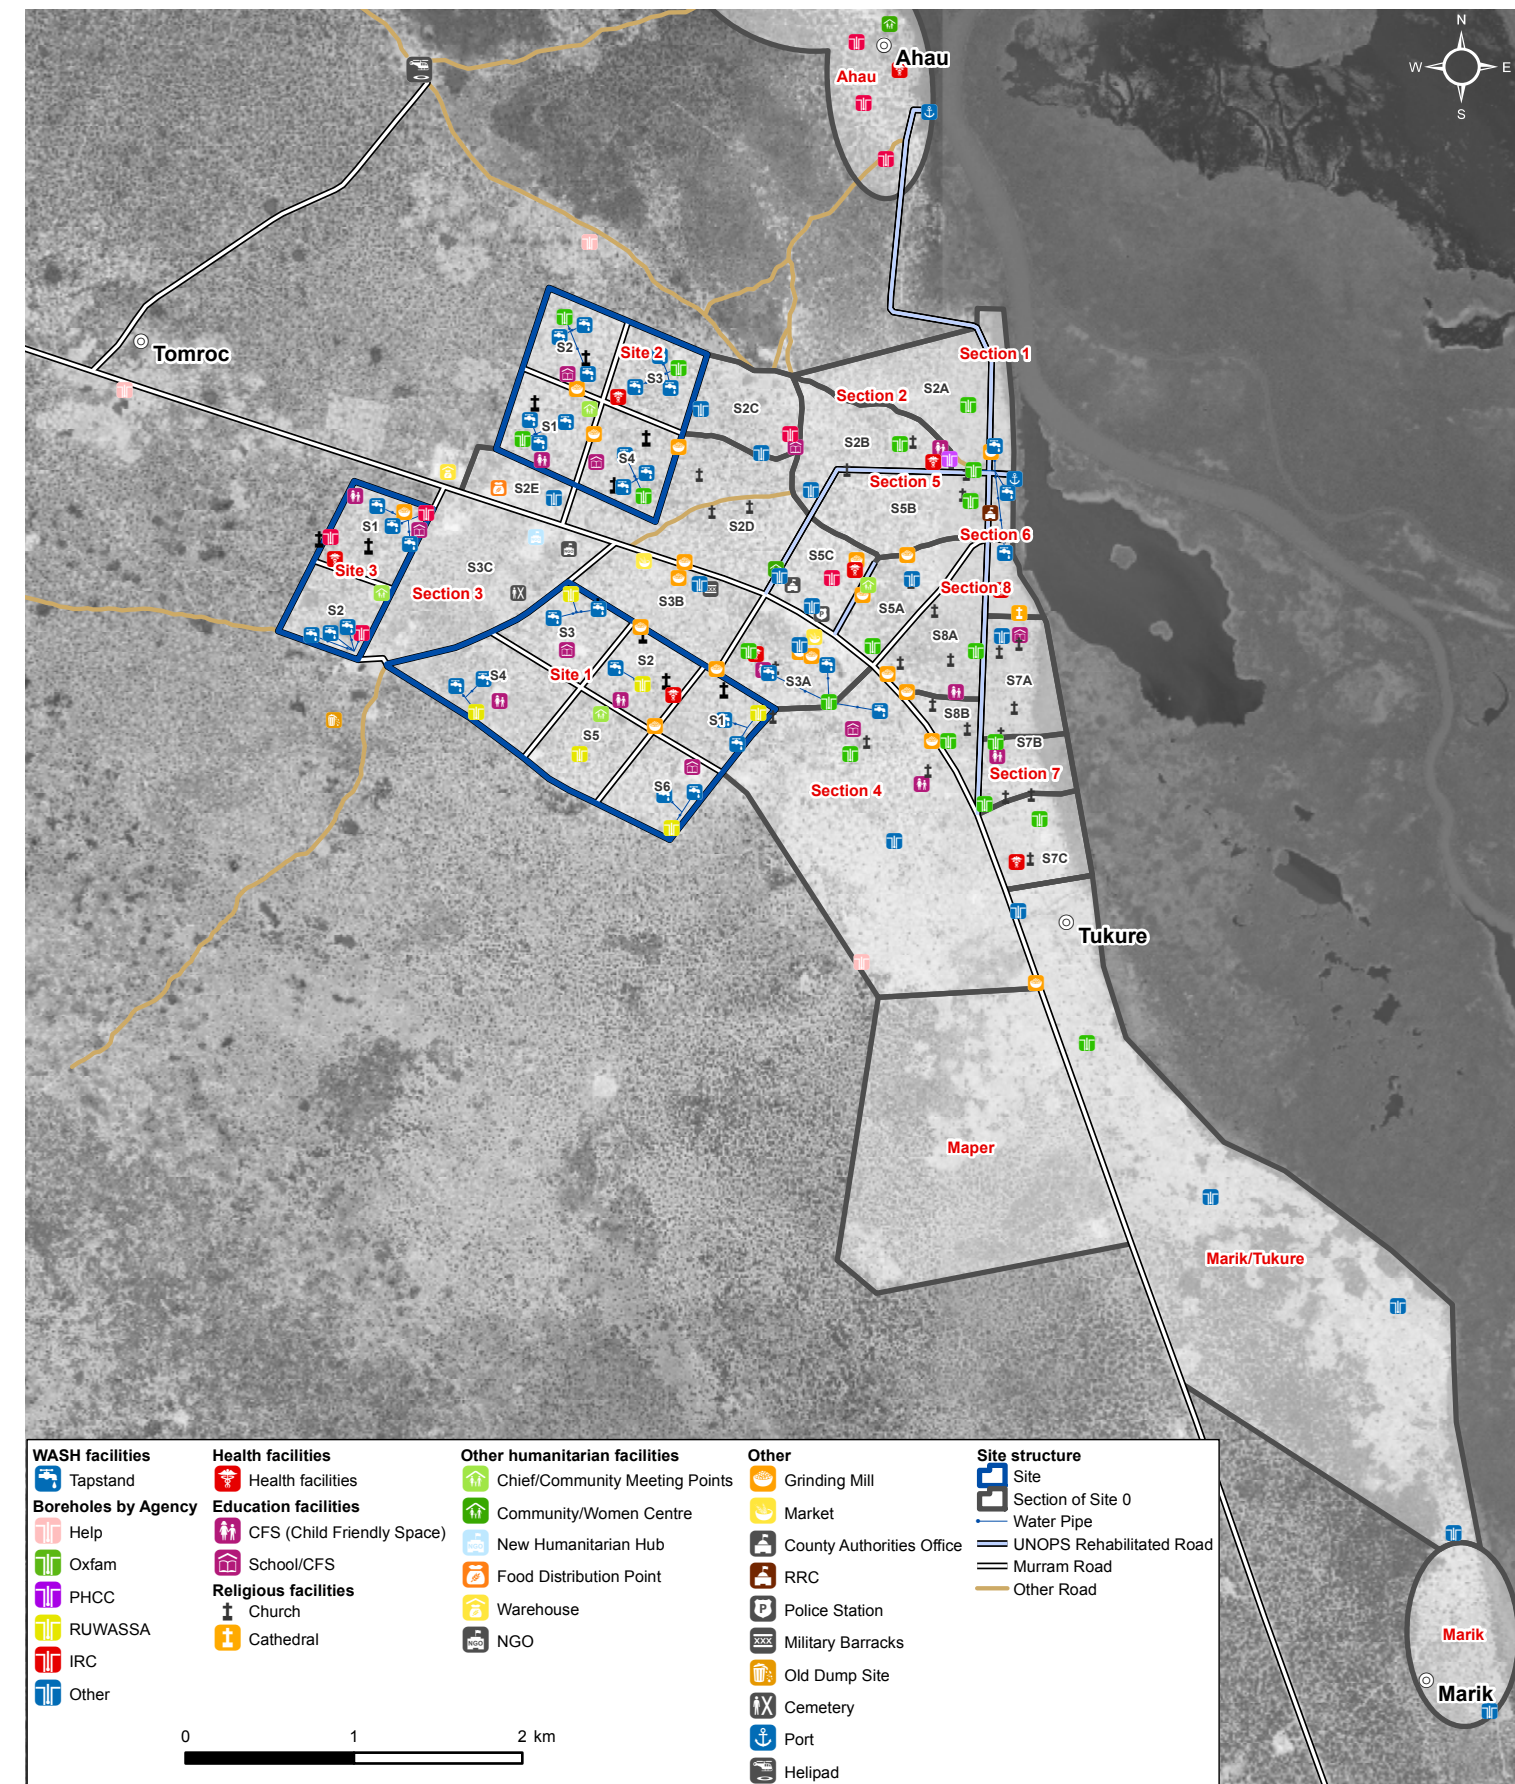 N
W
E
S
Ahau
Ahau
Tomroc
Section 1
S2
Site 2
S3
S2A
Section 2
S2C
S1
S2B
S4
Section 5
S2E
S5B
S1
S2D
Section 6
S5C
Site 3
S3C
Section 3
Section 8
S2
S3B
S5A
S3
S8A
S2
S4
Site 1
S3A
S7A
S1
S8B
S5
S7B
Section 7
S6
Section 4
S7C
Tukure
Maper
Marik/Tukure
Marik
Marik
WASH facilities
Tapstand
Boreholes by Agency
Help
Oxfam
PHCC
RUWASSA
IRC
Other
Health facilities
Health facilities
Education facilities
CFS (Child Friendly Space)
School/CFS
Religious facilities
Church
Cathedral
Other humanitarian facilities
Chief/Community Meeting Points
Community/Women Centre
New Humanitarian Hub
Food Distribution Point
Warehouse
NGO
Other
Grinding Mill
Market
County Authorities Office
RRC
Police Station
Military Barracks
Old Dump Site
Cemetery
Port
Helipad
Site structure
Site
Section of Site 0
Water Pipe
UNOPS Rehabilitated Road
Murram Road
Other Road
0 1 2 km